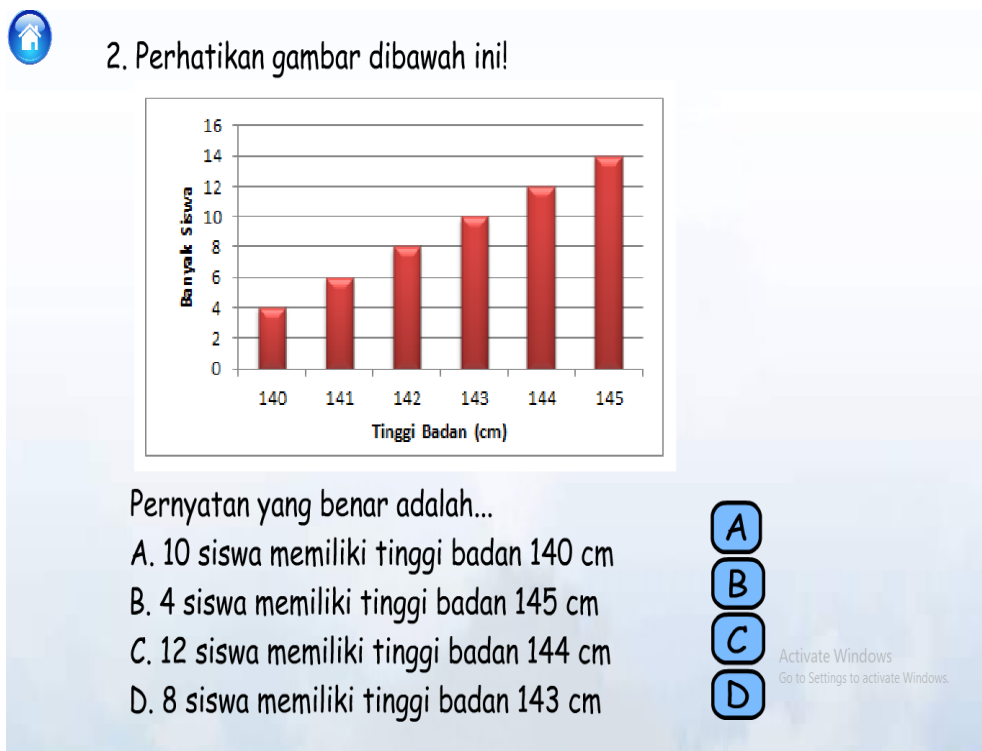 2. Perhatikan gambar dibawah ini!
16
14
12
10
8
6
4
2
0
Banyak Siswa
140 141 142 143 144 145
Tinggi Badan (cm)
Pernyatan yang benar adalah...
A. 10 siswa memiliki tinggi badan 140 cm
B. 4 siswa memiliki tinggi badan 145 cm
C. 12 siswa memiliki tinggi badan 144 cm
D. 8 siswa memiliki tinggi badan 143 cm
A
B
C
D
Activate Windows
Go to Settings to activate Windows.